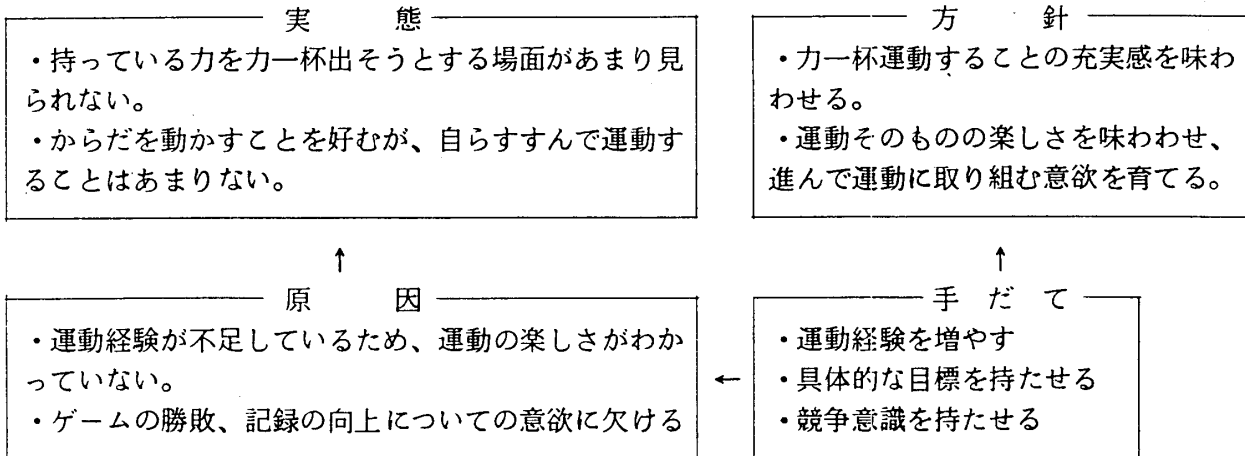 実態
・持っている力を力一杯出そうとする場面があまり見
られない。
・からだを動かすことを好むが、自らすすんで運動す
ることはあまりない。
方針
・力一杯運動することの充実感を味わ
わせる。
・運動そのものの楽しさを味わわせ、
進んで運動に取り組む意欲を育てる。
↑
↑
原因
・運動経験が不足しているため、運動の楽しさがわか
っていない。
・ゲームの勝敗、記録の向上についての意欲に欠ける
←
手だて
・運動経験を増やす
・具体的な目標を持たせる
・競争意識を持たせる